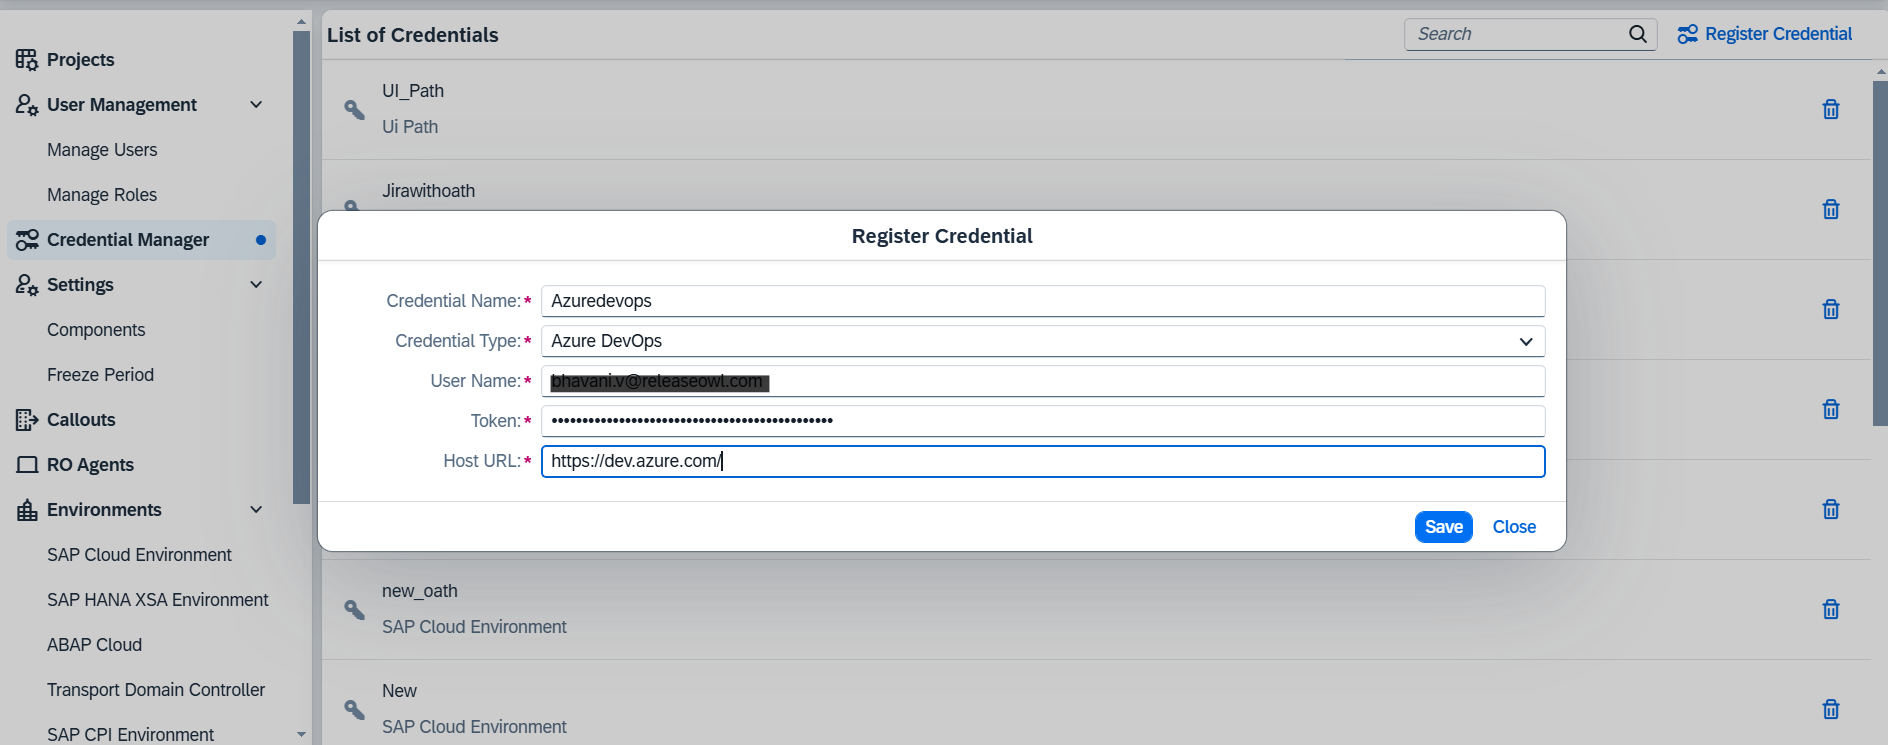 Projects
User Management
Manage Users
Manage Roles
Credential Manager
Settings
Components
Freeze Period
Callouts
RO Agents
Environments
SAP Cloud Environment
SAP HANA XSA Environment
ABAP Cloud
Transport Domain Controller
SAP CPI Environment
List of Credentials
Search
Register Credential
UI_Path
Ui Path
Jirawithoath
Register Credential
Credential Name:* Azuredevops
Credential Type:* Azure DevOps
User Name:*
Token:* ••••••••••••••••••••••••••••••••••••••••••••••
Host URL:* https://dev.azure.com/
Save Close
new_oath
SAP Cloud Environment
New
SAP Cloud Environment